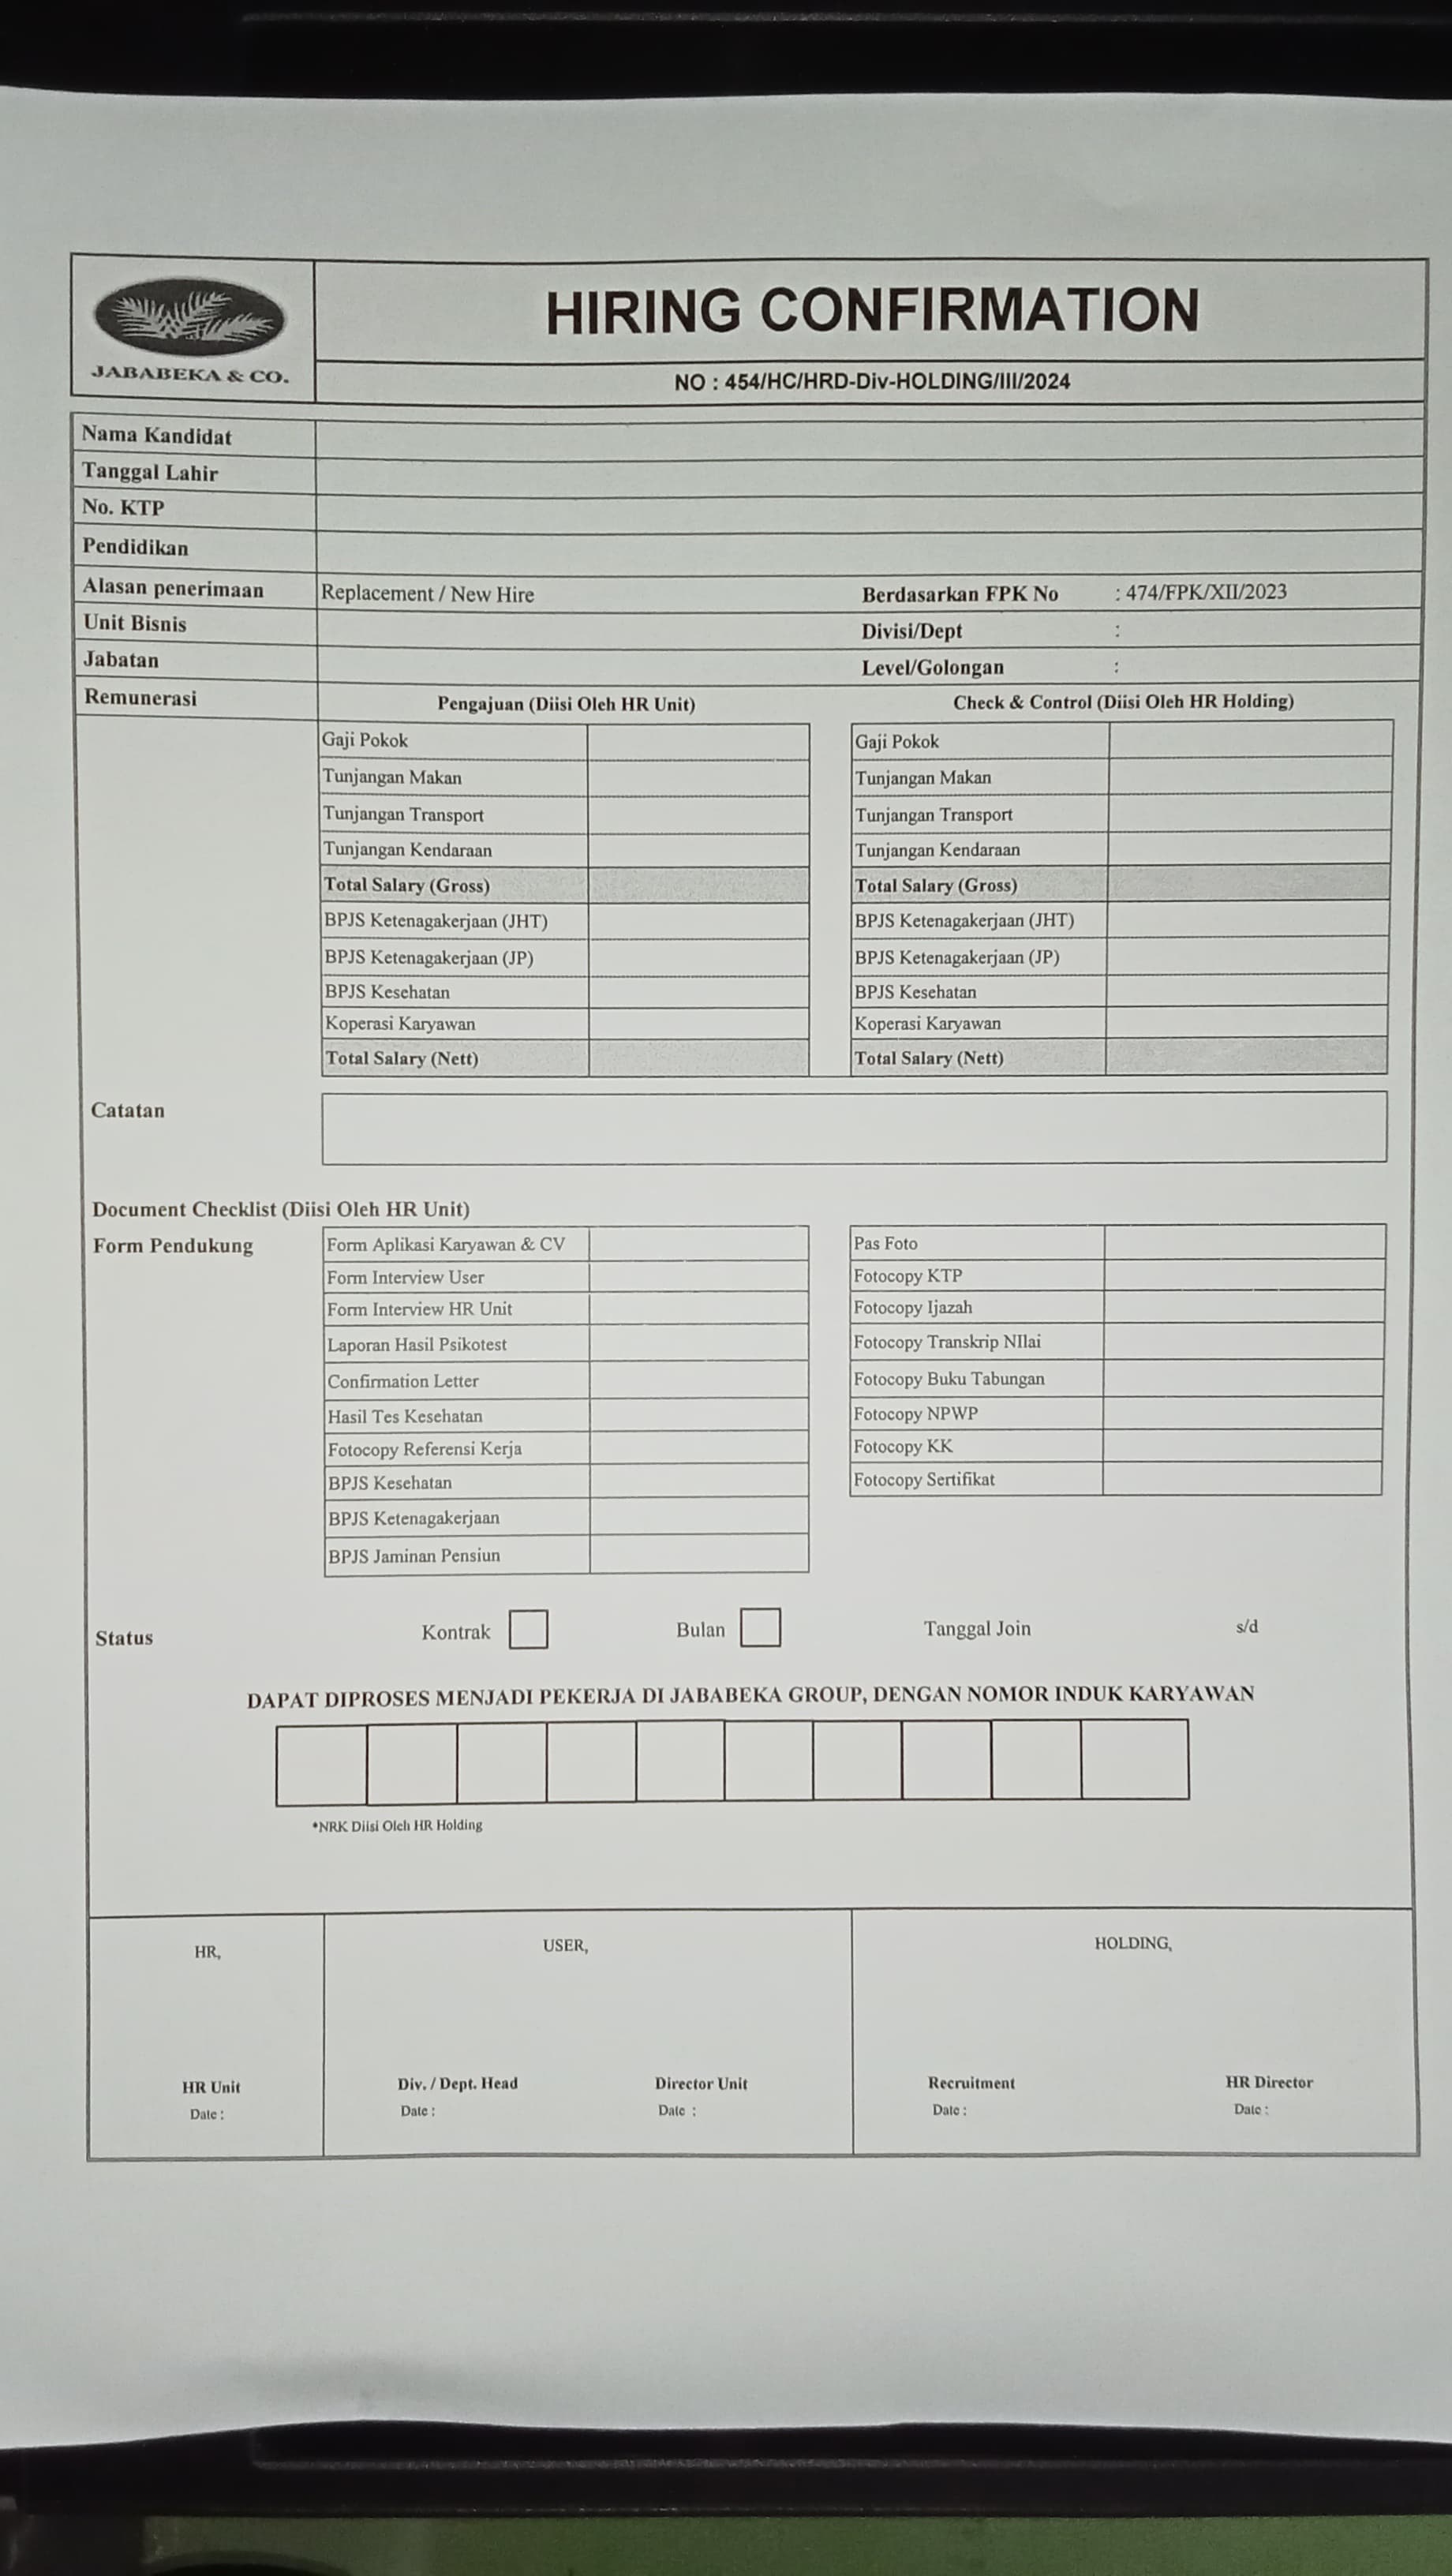 JABABEKA & CO.
HIRING CONFIRMATION
NO : 454/HC/HRD-Div-HOLDING/III/2024
Nama Kandidat
Tanggal Lahir
No. KTP
Pendidikan
Alasan penerimaan Replacement / New Hire Berdasarkan FPK No : 474/FPK/XII/2023
Unit Bisnis Divisi/Dept :
Jabatan Level/Golongan :
Remunerasi Pengajuan (Diisi Oleh HR Unit) Check & Control (Diisi Oleh HR Holding)
Gaji Pokok Gaji Pokok
Tunjangan Makan Tunjangan Makan
Tunjangan Transport Tunjangan Transport
Tunjangan Kendaraan Tunjangan Kendaraan
Total Salary (Gross) Total Salary (Gross)
BPJS Ketenagakerjaan (JHT) BPJS Ketenagakerjaan (JHT)
BPJS Ketenagakerjaan (JP) BPJS Ketenagakerjaan (JP)
BPJS Kesehatan BPJS Kesehatan
Koperasi Karyawan Koperasi Karyawan
Total Salary (Nett) Total Salary (Nett)
Catatan
Document Checklist (Diisi Oleh HR Unit)
Form Pendukung Form Aplikasi Karyawan & CV Pas Foto
Form Interview User Fotocopy KTP
Form Interview HR Unit Fotocopy Ijazah
Laporan Hasil Psikotest Fotocopy Transkrip NIlai
Confirmation Letter Fotocopy Buku Tabungan
Hasil Tes Kesehatan Fotocopy NPWP
Fotocopy Referensi Kerja Fotocopy KK
BPJS Kesehatan Fotocopy Sertifikat
BPJS Ketenagakerjaan
BPJS Jaminan Pensiun
Status Kontrak Bulan Tanggal Join s/d
DAPAT DIPROSES MENJADI PEKERJA DI JABABEKA GROUP, DENGAN NOMOR INDUK KARYAWAN
*NRK Diisi Oleh HR Holding
HR, USER, HOLDING,
HR Unit Div. / Dept. Head Director Unit Recruitment HR Director
Date : Date : Date : Date : Date :